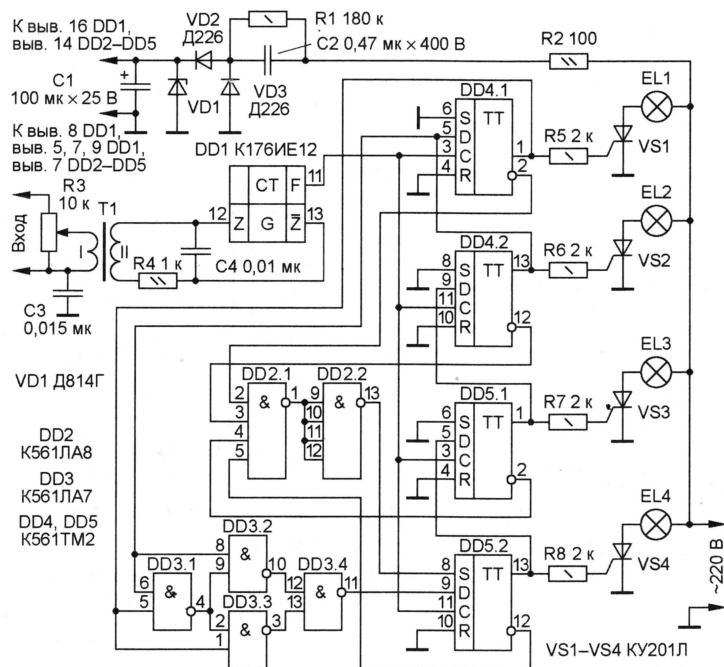 К выв. 16 DD1,
выв. 14 DD2–DD5
VD2
Д226
R1 180 к
C2 0,47 мк × 400 В
R2 100
+
C1
100 мк × 25 В
VD1
VD3
Д226
К выв. 8 DD1,
выв. 5, 7, 9 DD1,
выв. 7 DD2–DD5
DD1 К176ИЕ12
CT F 11
12 Z G Z̅ 13
R3
10 к
Вход
T1
I II
R4 1 к
C4 0,01 мк
C3
0,015 мк
DD4.1
6 S TT
5 D
3 C 1
4 R 2
R5 2 к
EL1
VS1
DD4.2
8 S TT 13
9 D
11 C
10 R 12
R6 2 к
EL2
VS2
DD5.1
6 S TT 1
5 D
3 C
4 R 2
R7 2 к
EL3
VS3
DD5.2
8 S TT 13
9 D
11 C
10 R 12
R8 2 к
EL4
VS4
~220 В
VD1 Д814Г
DD2
К561ЛА8
DD3
К561ЛА7
DD4, DD5
К561ТМ2
DD2.1
2 & 1
3
4
5
DD2.2
9 & 13
10
11
12
DD3.1
6 &
5 4
DD3.2
8 &
9 10
DD3.3
2 & 3
1
DD3.4
12 & 11
13
VS1–VS4 КУ201Л